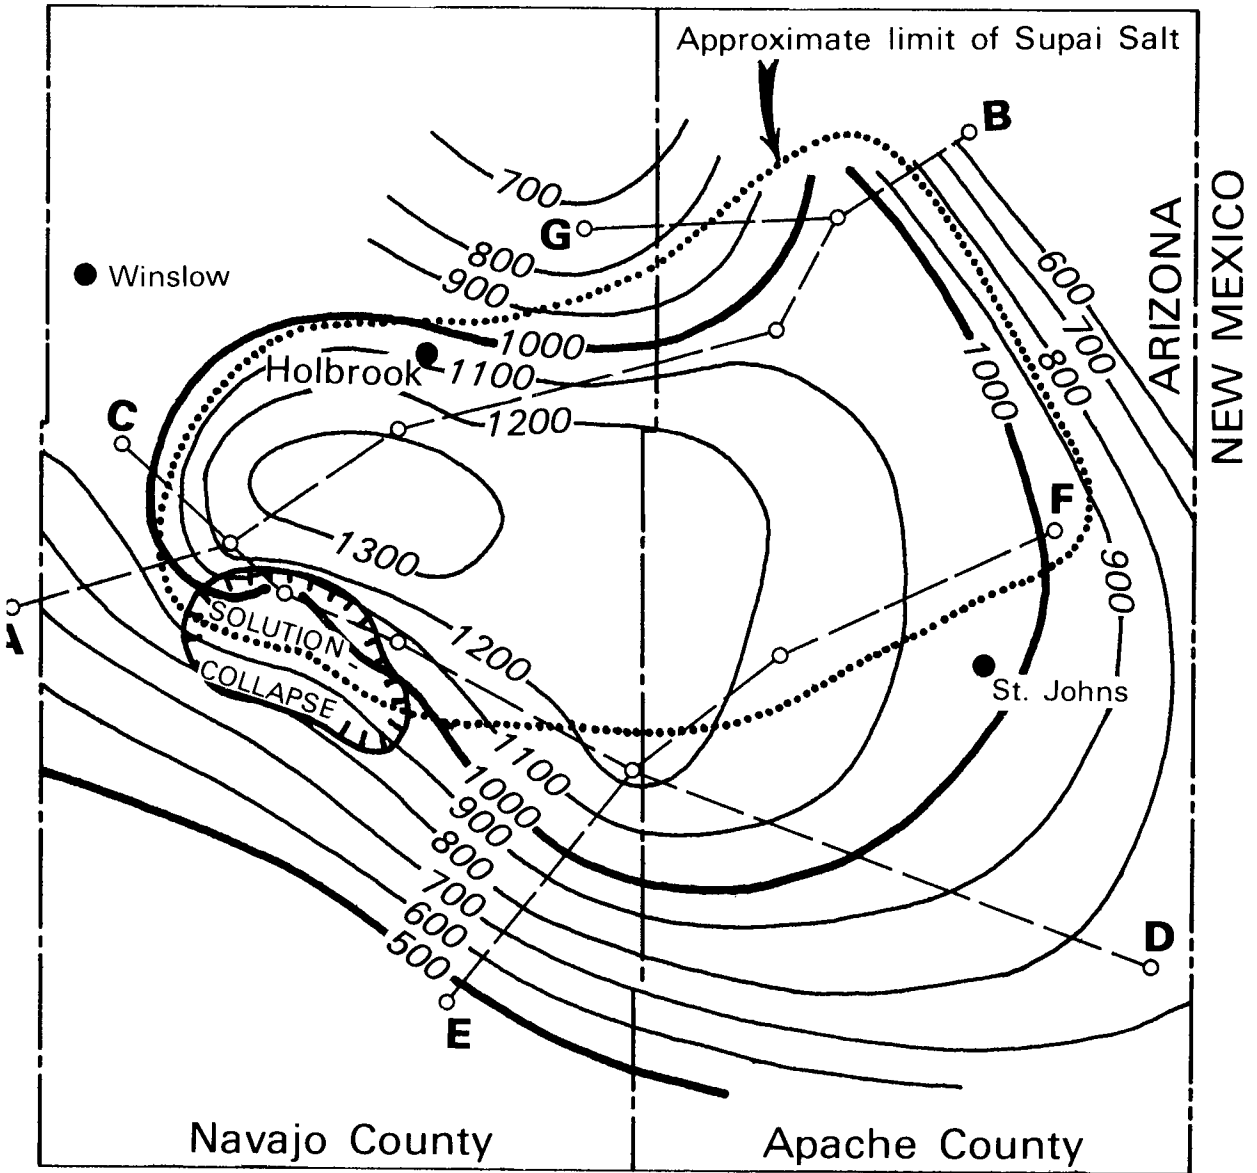 Approximate limit of Supai Salt
B
700
G
800
900
Winslow
ARIZONA
NEW MEXICO
600
700
800
1000
1000
Holbrook
1100
1200
C
1300
F
900
A
SOLUTION
COLLAPSE
1200
St. Johns
1100
1000
900
800
700
600
500
D
E
Navajo County
Apache County